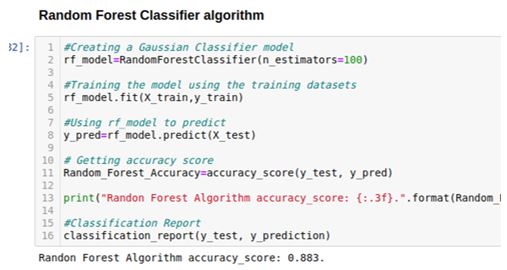 Random Forest Classifier algorithm
32]:
1 #Creating a Gaussian Classifier model
2 rf_model=RandomForestClassifier(n_estimators=100)
3
4 #Training the model using the training datasets
5 rf_model.fit(X_train,y_train)
6
7 #Using rf_model to predict
8 y_pred=rf_model.predict(X_test)
9
10 # Getting accuracy score
11 Random_Forest_Accuracy=accuracy_score(y_test, y_pred)
12
13 print("Randon Forest Algorithm accuracy_score: {:.3f}.".format(Random_
14
15 #Classification Report
16 classification_report(y_test, y_prediction)
Randon Forest Algorithm accuracy_score: 0.883.